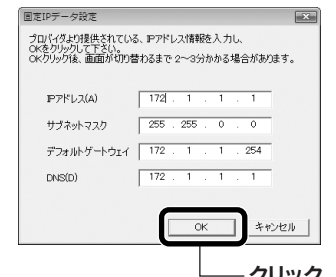 固定IPデータ設定
プロバイダより提供されている、IPアドレス情報を入力し、
OKをクリックして下さい。
OKクリック後、画面が切り替わるまで 2～3分かかる場合があります。
IPアドレス(A) 172 . 1 . 1 . 1
サブネットマスク 255 . 255 . 0 . 0
デフォルトゲートウェイ 172 . 1 . 1 . 254
DNS(D) 172 . 1 . 1 . 1
OK キャンセル
クリック